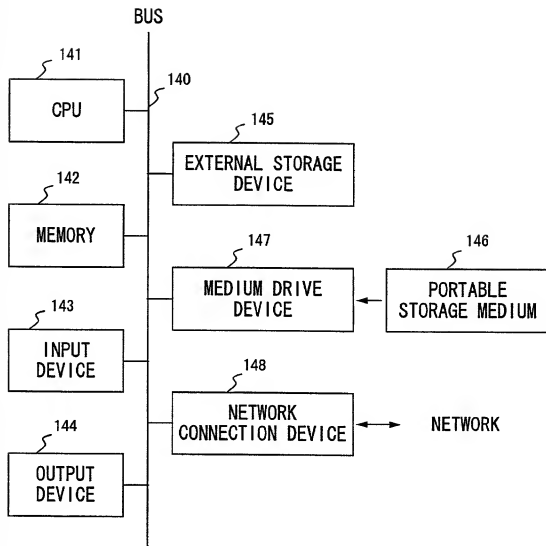 BUS
141
140
CPU
145
EXTERNAL STORAGE
DEVICE
142
MEMORY
147
146
MEDIUM DRIVE
DEVICE
PORTABLE
STORAGE MEDIUM
143
INPUT
DEVICE
148
NETWORK
CONNECTION DEVICE
NETWORK
144
OUTPUT
DEVICE